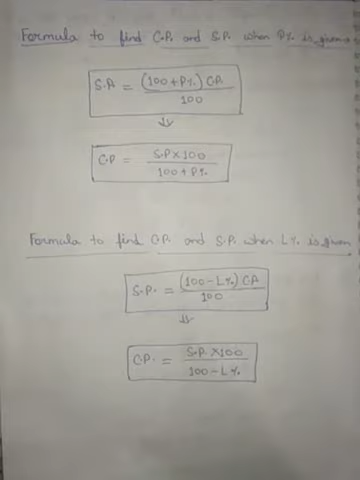 Formula to find C.P. and S.P. when P% is given
S.P. = (100+P%) C.P. / 100
C.P = S.P×100 / 100+P%
Formula to find C.P. and S.P. when L% is given
S.P. = (100-L%) CP / 100
C.P. = S.P. ×100 / 100-L%